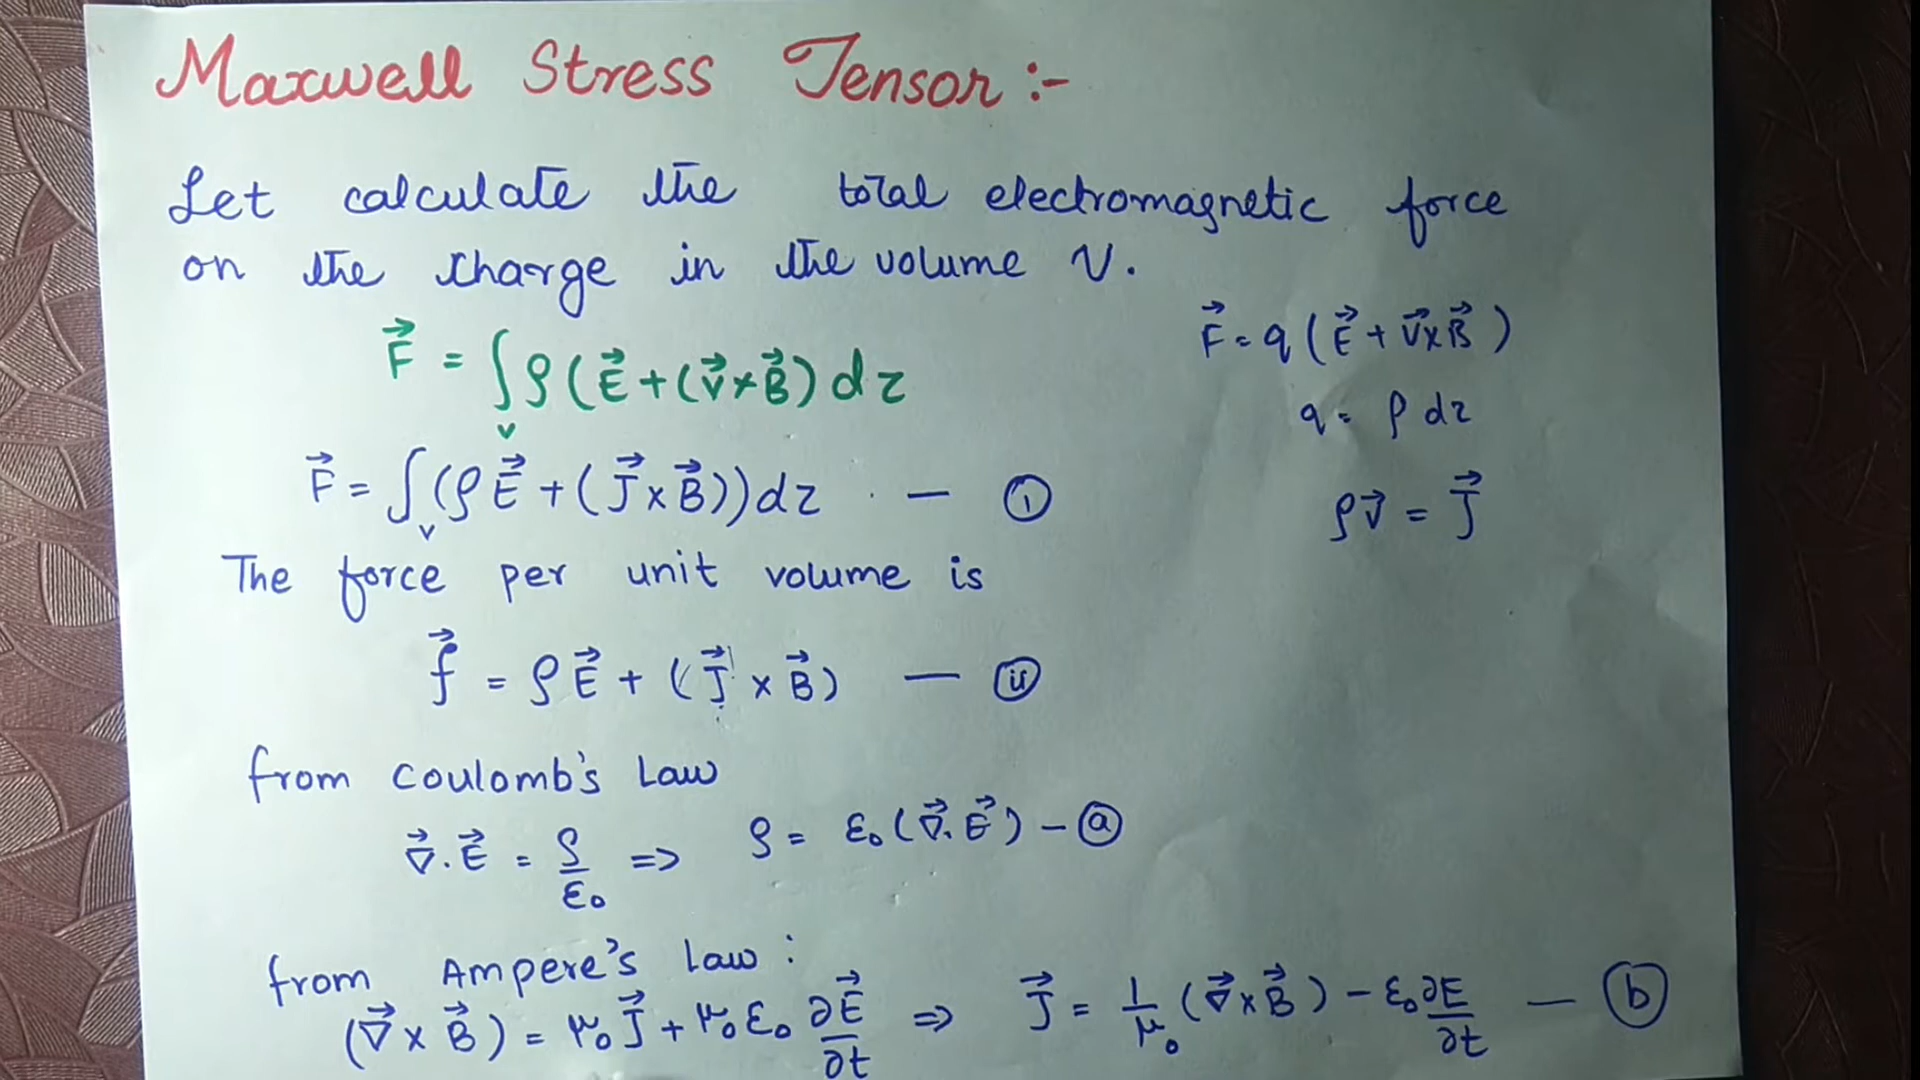 Maxwell Stress Tensor :-
Let calculate the total electromagnetic force
on the charge in the volume V.
F⃗ = ∫_v ρ(E⃗ + (v⃗ × B⃗) dτ
F⃗ = q (E⃗ + v⃗ × B⃗)
q = ρ dτ
F⃗ = ∫_v (ρE⃗ + (J⃗ × B⃗)) dτ — ①
ρv⃗ = J⃗
The force per unit volume is
f⃗ = ρE⃗ + (J⃗ × B⃗) — (ii)
from Coulomb's Law
∇⃗.E⃗ = ρ/ε₀ => ρ = ε₀(∇⃗.E⃗) – ⓐ
from Ampere's Law :
(∇⃗ × B⃗) = μ₀J⃗ + μ₀ε₀ ∂E⃗/∂t => J⃗ = 1/μ₀ (∇⃗ × B⃗) – ε₀ ∂E/∂t — ⓑ